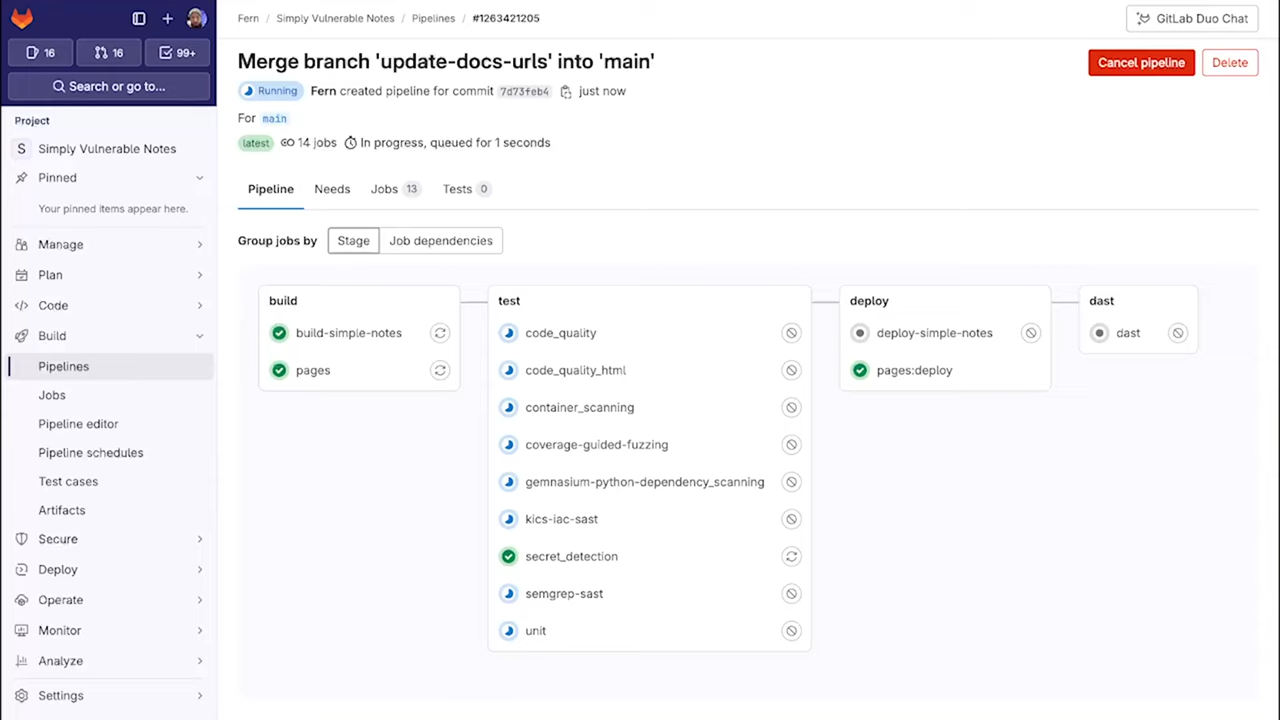 Fern / Simply Vulnerable Notes / Pipelines / #1263421205
GitLab Duo Chat
16 16 99+
Search or go to...
Project
S Simply Vulnerable Notes
Pinned
Your pinned items appear here.
Manage
Plan
Code
Build
Pipelines
Jobs
Pipeline editor
Pipeline schedules
Test cases
Artifacts
Secure
Deploy
Operate
Monitor
Analyze
Settings
Merge branch 'update-docs-urls' into 'main'
Cancel pipeline Delete
Running Fern created pipeline for commit 7d73feb4 just now
For main
latest 14 jobs In progress, queued for 1 seconds
Pipeline Needs Jobs 13 Tests 0
Group jobs by Stage Job dependencies
build
build-simple-notes
pages
test
code_quality
code_quality_html
container_scanning
coverage-guided-fuzzing
gemnasium-python-dependency_scanning
kics-iac-sast
secret_detection
semgrep-sast
unit
deploy
deploy-simple-notes
pages:deploy
dast
dast